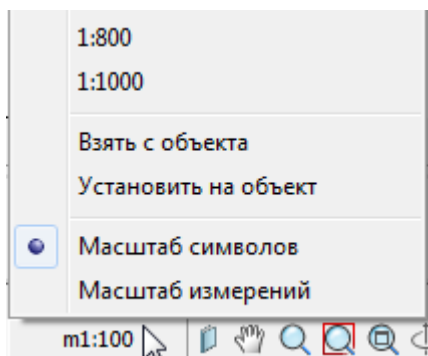 1:800
1:1000
Взять с объекта
Установить на объект
Масштаб символов
Масштаб измерений
m1:100